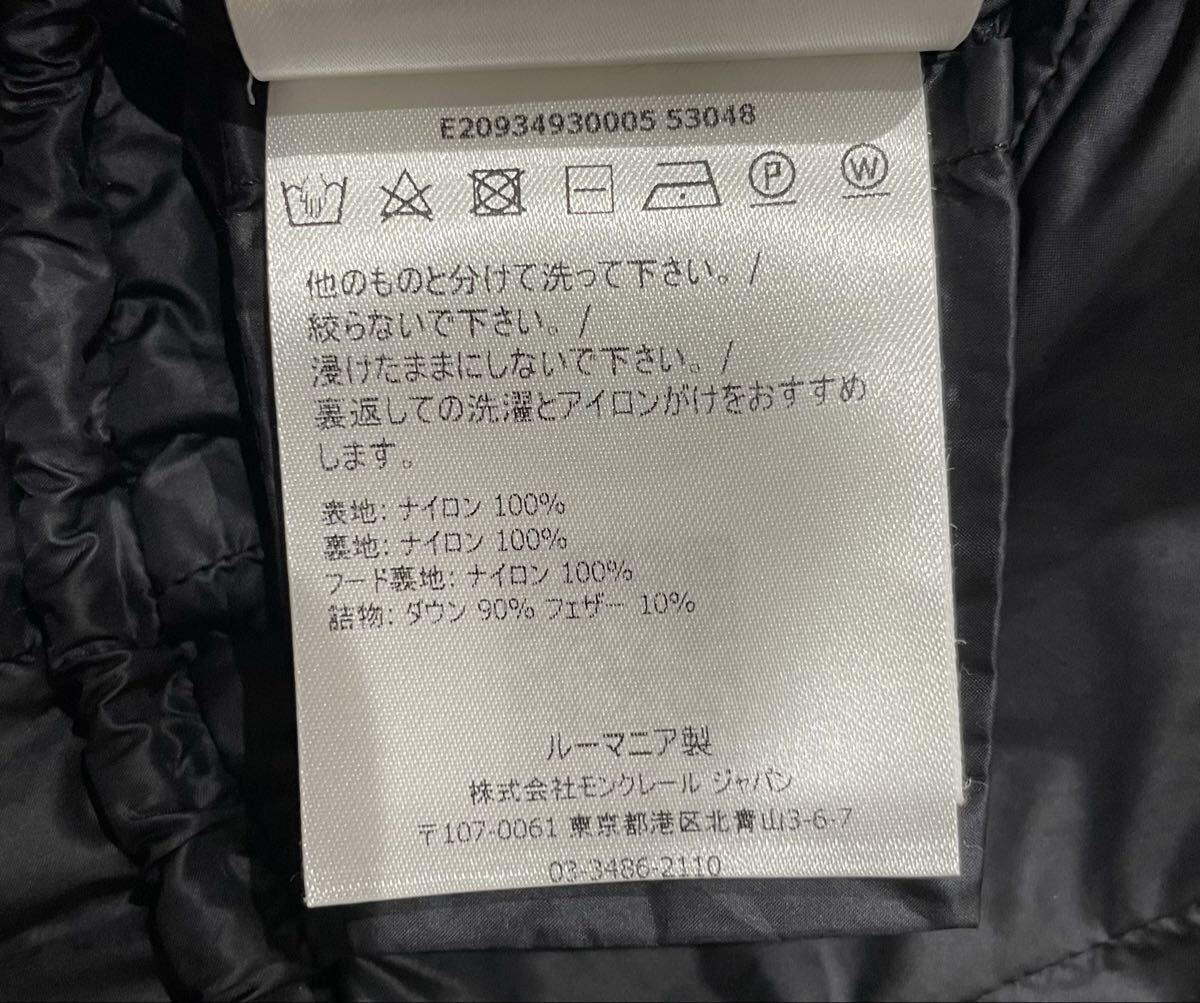 E20934930005 53048
P W
他のものと分けて洗って下さい。/
絞らないで下さい。/
浸けたままにしないで下さい。/
裏返しての洗濯とアイロンがけをおすすめ
します。
表地: ナイロン 100%
裏地: ナイロン 100%
フード裏地: ナイロン 100%
詰物: ダウン 90% フェザー 10%
ルーマニア製
株式会社モンクレール ジャパン
〒107-0061 東京都港区北青山3-6-7
03-3486-2110